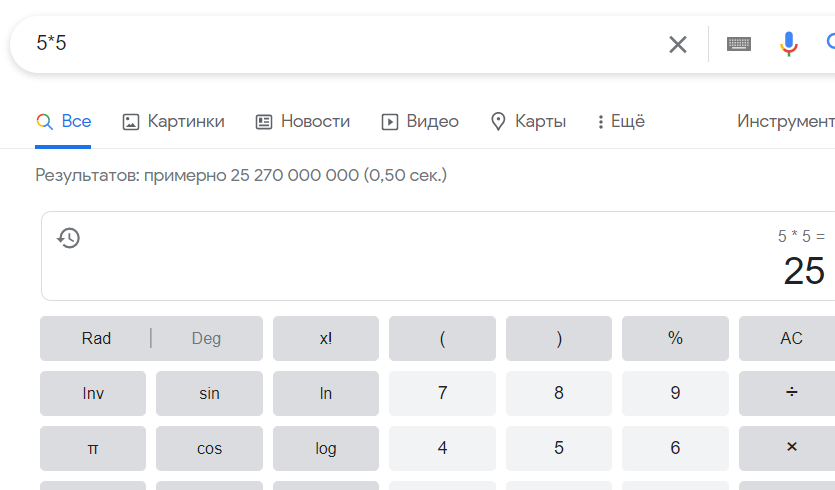 5*5
Все Картинки Новости Видео Карты Ещё Инструмент
Результатов: примерно 25 270 000 000 (0,50 сек.)
5 * 5 =
25
Rad | Deg x! ( ) % AC
Inv sin ln 7 8 9 ÷
π cos log 4 5 6 ×